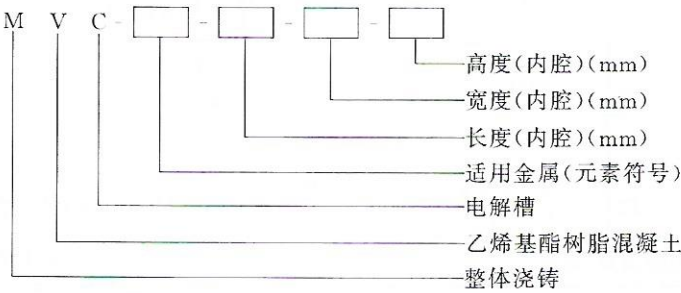 M V C - □ - □ - □ - □
高度(内腔)(mm)
宽度(内腔)(mm)
长度(内腔)(mm)
适用金属(元素符号)
电解槽
乙烯基酯树脂混凝土
整体浇铸